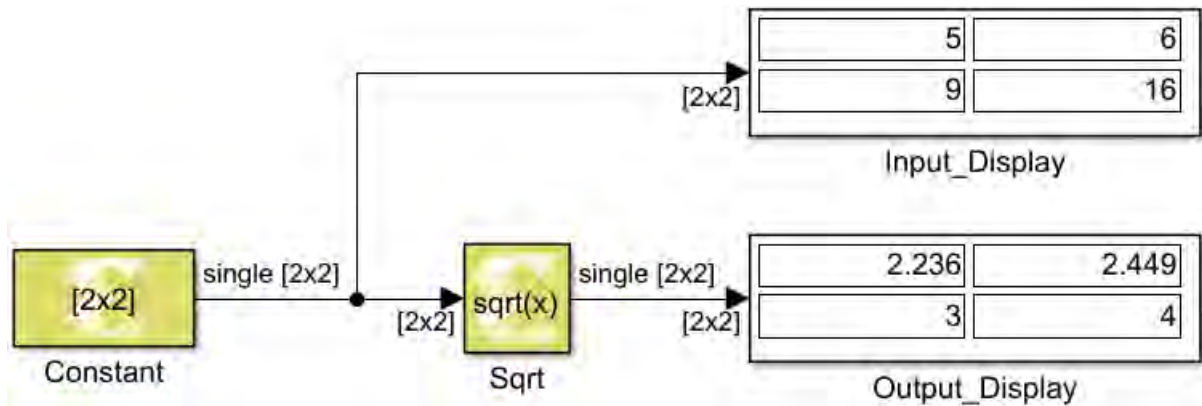 5 6
[2x2]
9 16
Input_Display
[2x2]
single [2x2]
[2x2]
sqrt(x)
single [2x2]
[2x2]
2.236 2.449
3 4
Constant
Sqrt
Output_Display